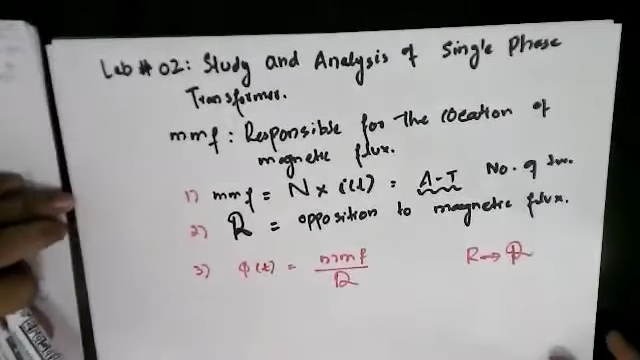 Lab # 02: Study and Analysis of Single Phase
Transformer.
mmf: Responsible for the creation of
magnetic flux.
1) mmf = N x i(t) = A-T No. of
2) R = opposition to magnetic flux.
3) φ(t) = mmf / R R → R